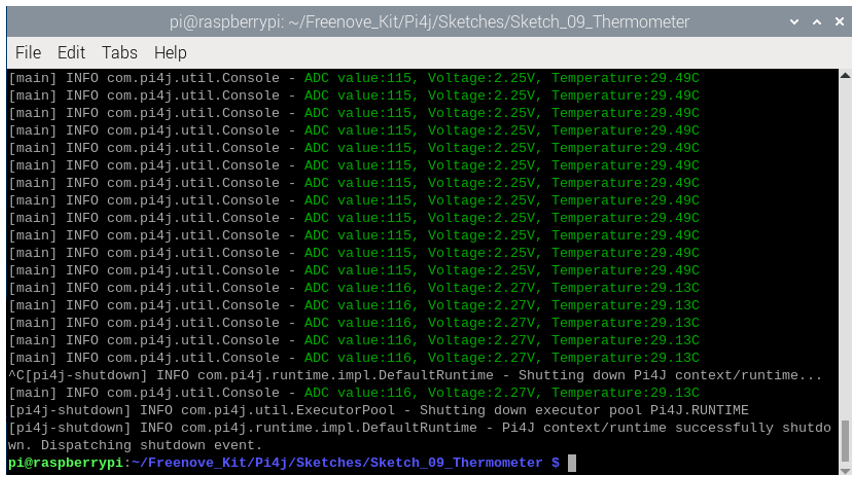 pi@raspberrypi: ~/Freenove_Kit/Pi4j/Sketches/Sketch_09_Thermometer
File Edit Tabs Help
[main] INFO com.pi4j.util.Console - ADC value:115, Voltage:2.25V, Temperature:29.49C
[main] INFO com.pi4j.util.Console - ADC value:115, Voltage:2.25V, Temperature:29.49C
[main] INFO com.pi4j.util.Console - ADC value:115, Voltage:2.25V, Temperature:29.49C
[main] INFO com.pi4j.util.Console - ADC value:115, Voltage:2.25V, Temperature:29.49C
[main] INFO com.pi4j.util.Console - ADC value:115, Voltage:2.25V, Temperature:29.49C
[main] INFO com.pi4j.util.Console - ADC value:115, Voltage:2.25V, Temperature:29.49C
[main] INFO com.pi4j.util.Console - ADC value:115, Voltage:2.25V, Temperature:29.49C
[main] INFO com.pi4j.util.Console - ADC value:115, Voltage:2.25V, Temperature:29.49C
[main] INFO com.pi4j.util.Console - ADC value:115, Voltage:2.25V, Temperature:29.49C
[main] INFO com.pi4j.util.Console - ADC value:115, Voltage:2.25V, Temperature:29.49C
[main] INFO com.pi4j.util.Console - ADC value:115, Voltage:2.25V, Temperature:29.49C
[main] INFO com.pi4j.util.Console - ADC value:115, Voltage:2.25V, Temperature:29.49C
[main] INFO com.pi4j.util.Console - ADC value:116, Voltage:2.27V, Temperature:29.13C
[main] INFO com.pi4j.util.Console - ADC value:116, Voltage:2.27V, Temperature:29.13C
[main] INFO com.pi4j.util.Console - ADC value:116, Voltage:2.27V, Temperature:29.13C
[main] INFO com.pi4j.util.Console - ADC value:116, Voltage:2.27V, Temperature:29.13C
[main] INFO com.pi4j.util.Console - ADC value:116, Voltage:2.27V, Temperature:29.13C
^C[pi4j-shutdown] INFO com.pi4j.runtime.impl.DefaultRuntime - Shutting down Pi4J context/runtime...
[main] INFO com.pi4j.util.Console - ADC value:116, Voltage:2.27V, Temperature:29.13C
[pi4j-shutdown] INFO com.pi4j.util.ExecutorPool - Shutting down executor pool Pi4J.RUNTIME
[pi4j-shutdown] INFO com.pi4j.runtime.impl.DefaultRuntime - Pi4J context/runtime successfully shutdo
wn. Dispatching shutdown event.
pi@raspberrypi:~/Freenove_Kit/Pi4j/Sketches/Sketch_09_Thermometer $